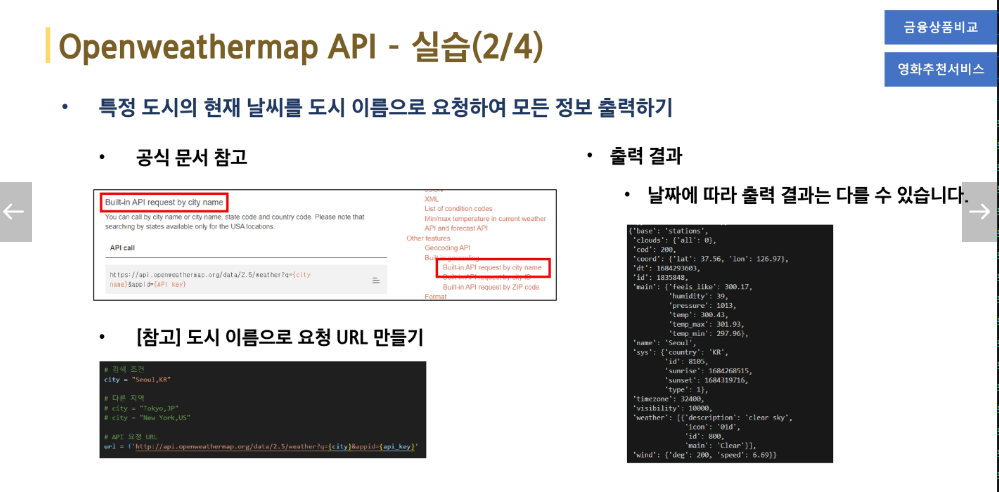 Openweathermap API - 실습(2/4)
금융상품비교
영화추천서비스
• 특정 도시의 현재 날씨를 도시 이름으로 요청하여 모든 정보 출력하기
• 공식 문서 참고
Built-in API request by city name
You can call by city name or city name, state code and country code. Please note that
searching by states available only for the USA locations.
API call
https://api.openweathermap.org/data/2.5/weather?q={city
name}&appid={API key}
XML
List of condition codes
Min/max temperature in current weather
API and forecast API
Other features
Geocoding API
Built-in geocoding
Built-in API request by city name
Built-in API request by city ID
Built-in API request by ZIP code
Format
• [참고] 도시 이름으로 요청 URL 만들기
# 검색 조건
city = "Seoul,KR"
# 다른 지역
# city = "Tokyo,JP"
# city = "New York,US"
# API 요청 URL
url = f'http://api.openweathermap.org/data/2.5/weather?q={city}&appid={api_key}'
• 출력 결과
• 날짜에 따라 출력 결과는 다를 수 있습니다.
{'base': 'stations',
'clouds': {'all': 0},
'cod': 200,
'coord': {'lat': 37.56, 'lon': 126.97},
'dt': 1684293603,
'id': 1835848,
'main': {'feels_like': 300.17,
'humidity': 39,
'pressure': 1013,
'temp': 300.43,
'temp_max': 301.93,
'temp_min': 297.96},
'name': 'Seoul',
'sys': {'country': 'KR',
'id': 8105,
'sunrise': 1684268515,
'sunset': 1684319716,
'type': 1},
'timezone': 32400,
'visibility': 10000,
'weather': [{'description': 'clear sky',
'icon': '01d',
'id': 800,
'main': 'Clear'}],
'wind': {'deg': 200, 'speed': 6.69}}